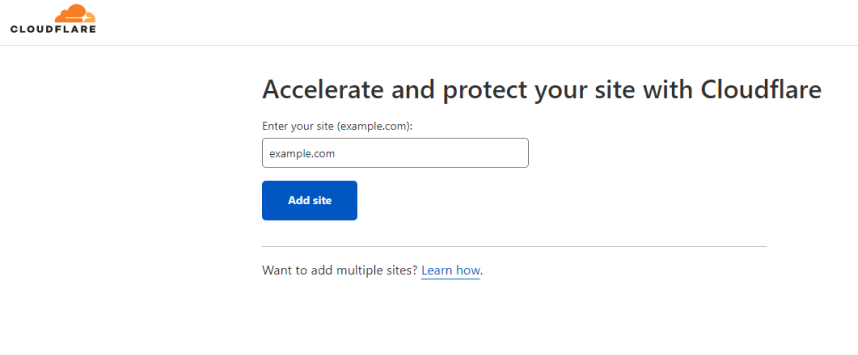 CLOUDFLARE
Accelerate and protect your site with Cloudflare
Enter your site (example.com):
example.com
Add site
Want to add multiple sites? Learn how.